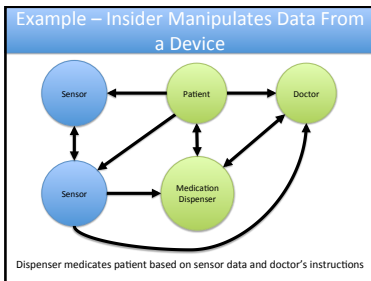 Example – Insider Manipulates Data From
a Device
Sensor
Patient
Doctor
Sensor
Medication
Dispenser
Dispenser medicates patient based on sensor data and doctor's instructions